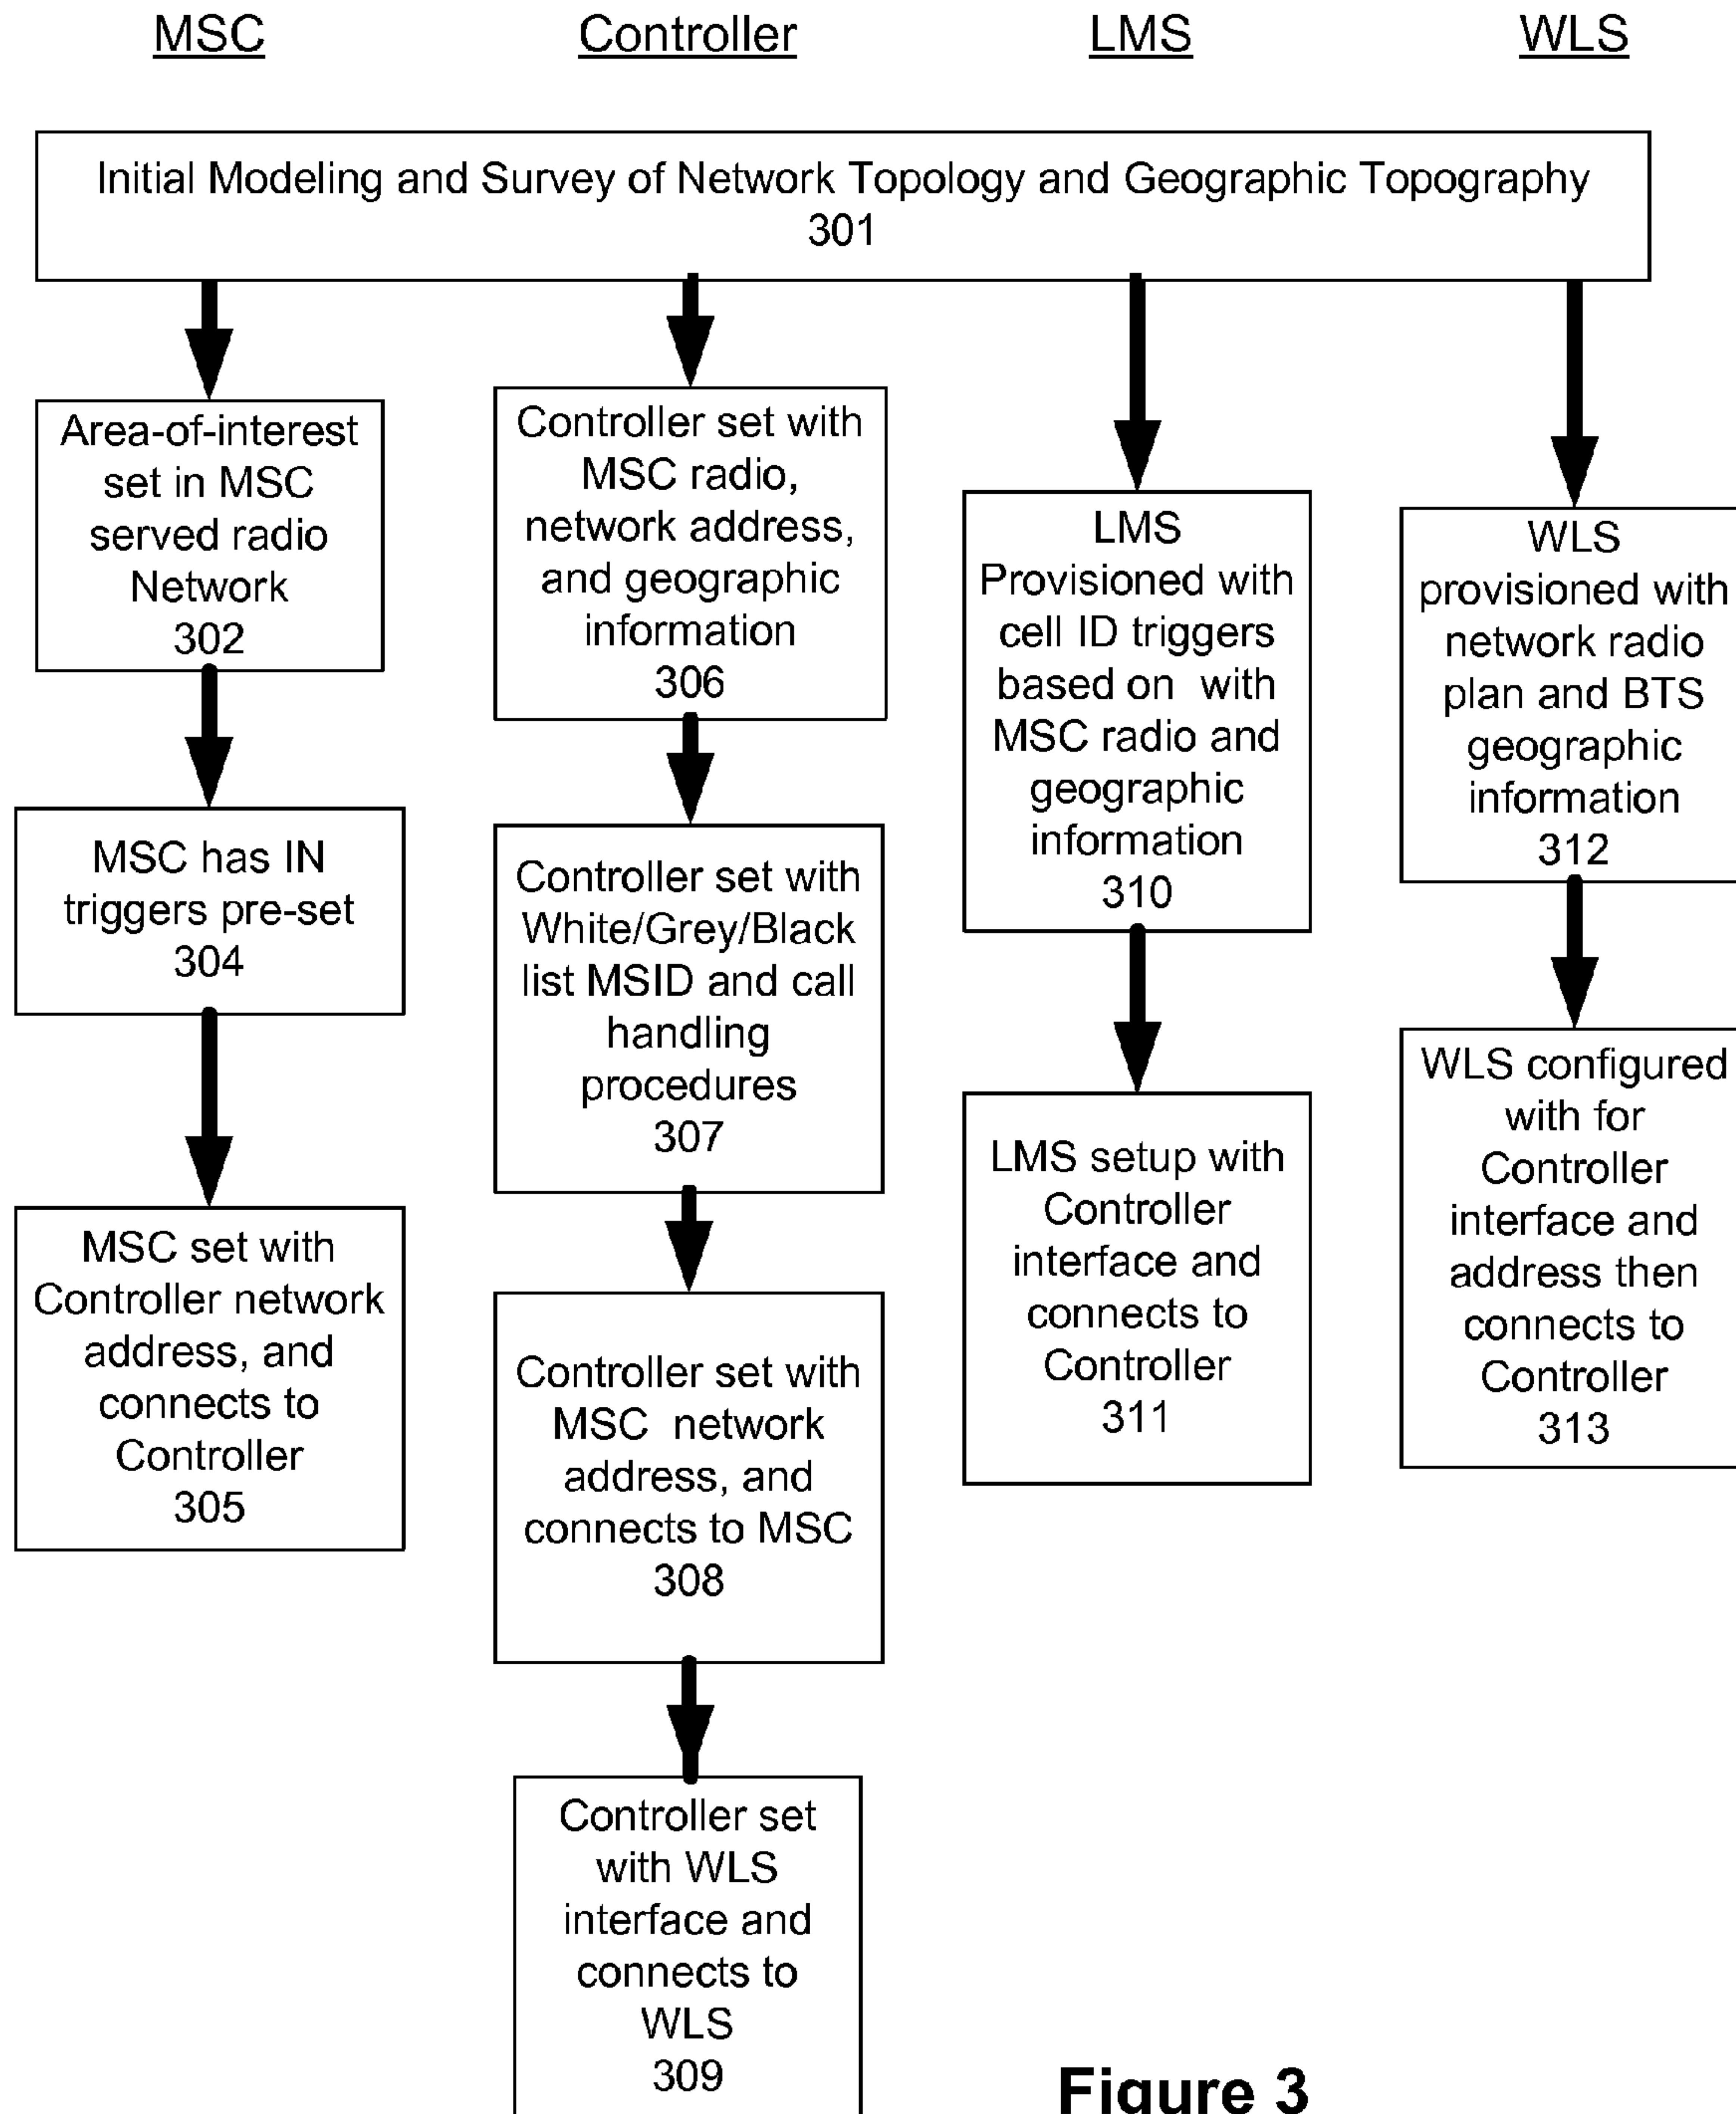 MSC
Controller
LMS
WLS
Initial Modeling and Survey of Network Topology and Geographic Topography
301
Area-of-interest
set in MSC
served radio
Network
302
MSC has IN
triggers pre-set
304
MSC set with
Controller network
address, and
connects to
Controller
305
Controller set with
MSC radio,
network address,
and geographic
information
306
Controller set with
White/Grey/Black
list MSID and call
handling
procedures
307
Controller set with
MSC network
address, and
connects to MSC
308
Controller set
with WLS
interface and
connects to
WLS
309
LMS
Provisioned with
cell ID triggers
based on with
MSC radio and
geographic
information
310
LMS setup with
Controller
interface and
connects to
Controller
311
WLS
provisioned with
network radio
plan and BTS
geographic
information
312
WLS configured
with for
Controller
interface and
address then
connects to
Controller
313
Figure 3